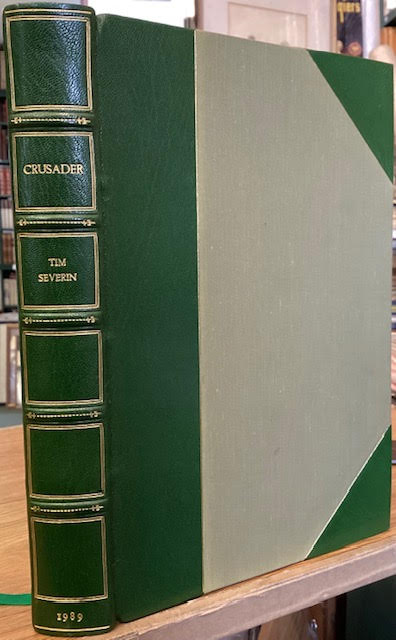 CRUSADER
TIM
SEVERIN
1989